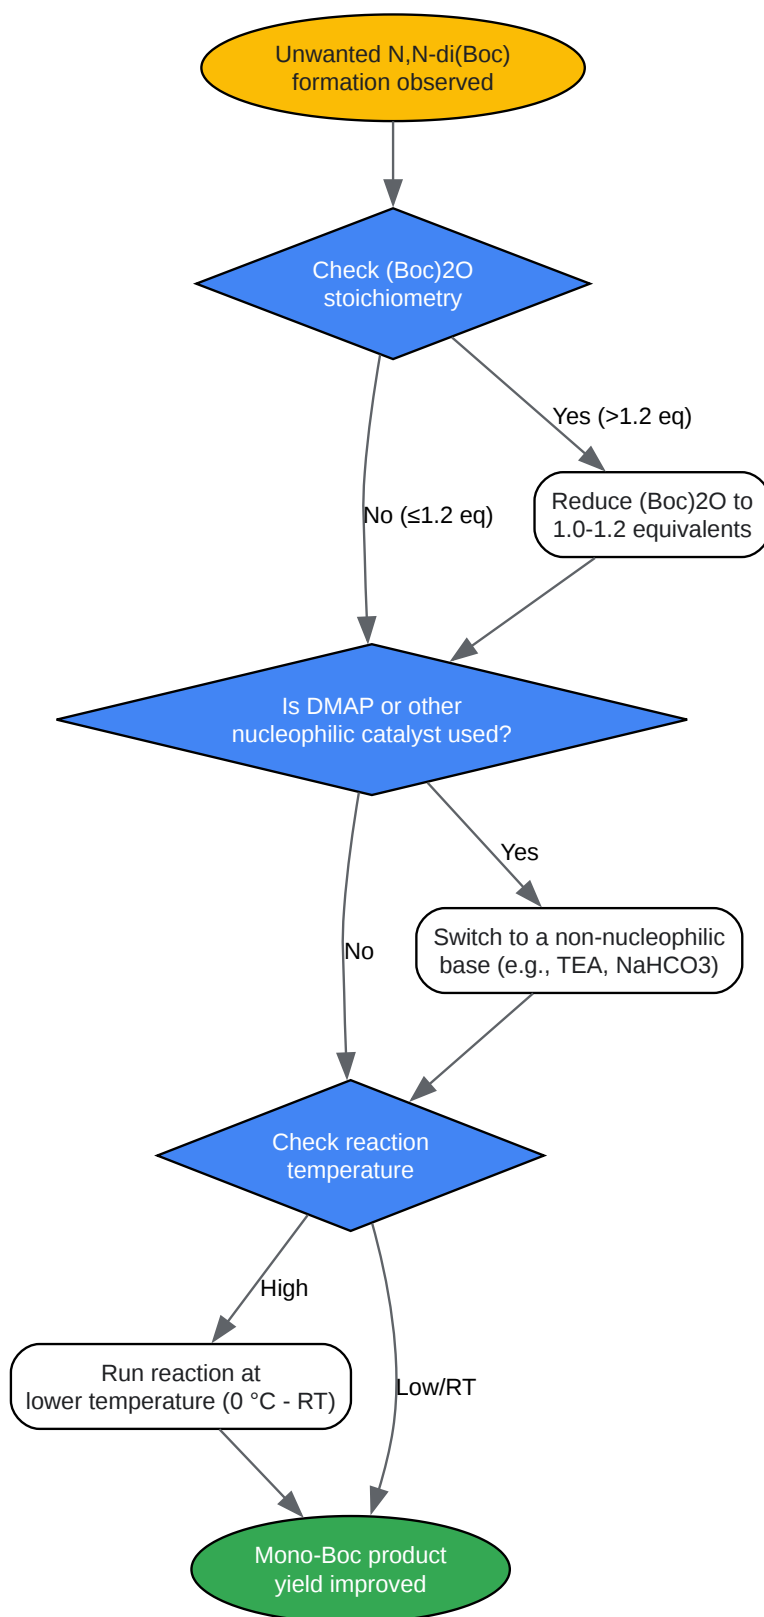 Unwanted N,N-di(Boc)
formation observed
Check (Boc)2O
stoichiometry
Yes (>1.2 eq)
Reduce (Boc)2O to
1.0-1.2 equivalents
No (≤1.2 eq)
Is DMAP or other
nucleophilic catalyst used?
Yes
Switch to a non-nucleophilic
base (e.g., TEA, NaHCO3)
No
Check reaction
temperature
High
Run reaction at
lower temperature (0 °C - RT)
Low/RT
Mono-Boc product
yield improved